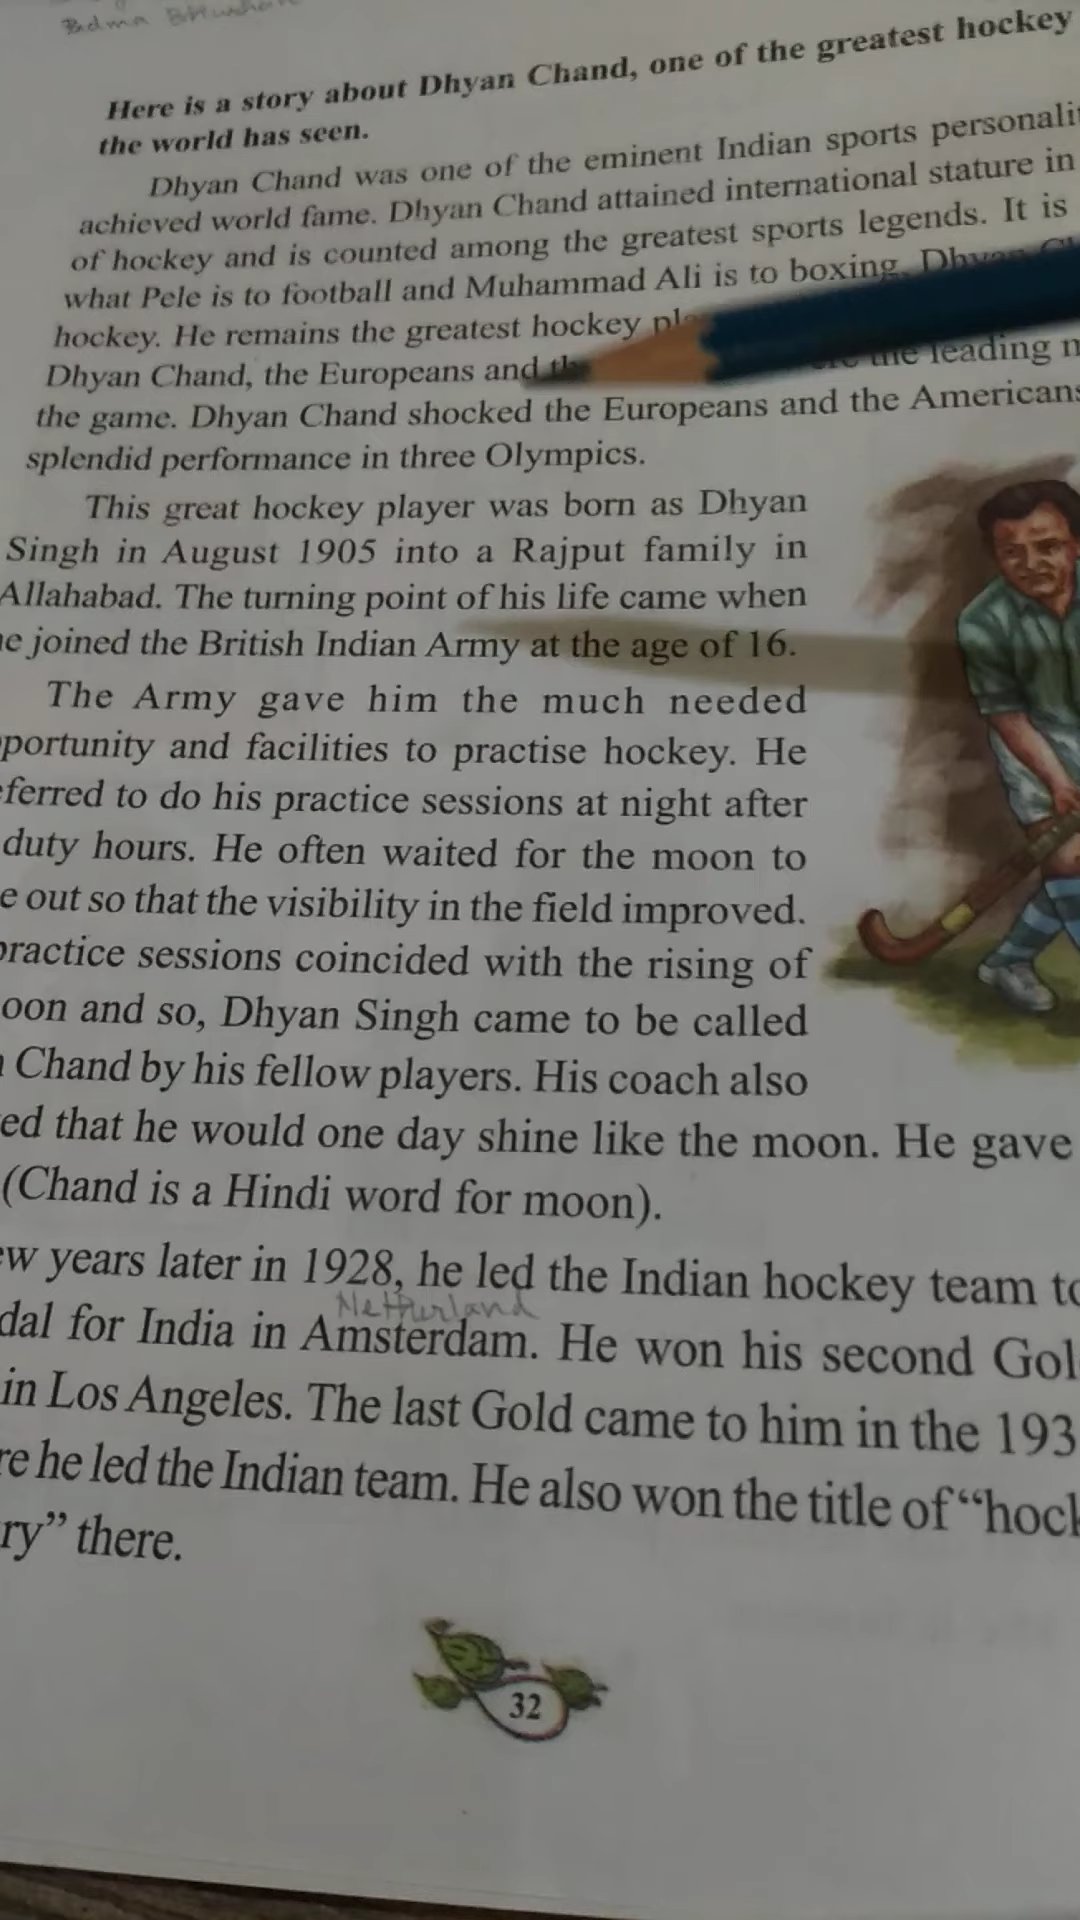 Padma Bhushan
Here is a story about Dhyan Chand, one of the greatest hockey
the world has seen.
Dhyan Chand was one of the eminent Indian sports personali
achieved world fame. Dhyan Chand attained international stature in
of hockey and is counted among the greatest sports legends. It is
what Pele is to football and Muhammad Ali is to boxing, Dhyan
hockey. He remains the greatest hockey
Dhyan Chand, the Europeans and the leading
the game. Dhyan Chand shocked the Europeans and the Americans
splendid performance in three Olympics.
This great hockey player was born as Dhyan
Singh in August 1905 into a Rajput family in
Allahabad. The turning point of his life came when
he joined the British Indian Army at the age of 16.
The Army gave him the much needed
portunity and facilities to practise hockey. He
ferred to do his practice sessions at night after
duty hours. He often waited for the moon to
e out so that the visibility in the field improved.
practice sessions coincided with the rising of
oon and so, Dhyan Singh came to be called
Chand by his fellow players. His coach also
ed that he would one day shine like the moon. He gave
(Chand is a Hindi word for moon).
ew years later in 1928, he led the Indian hockey team to
Netherland
dal for India in Amsterdam. He won his second Gol
in Los Angeles. The last Gold came to him in the 193
re he led the Indian team. He also won the title of “hock
ry” there.
32